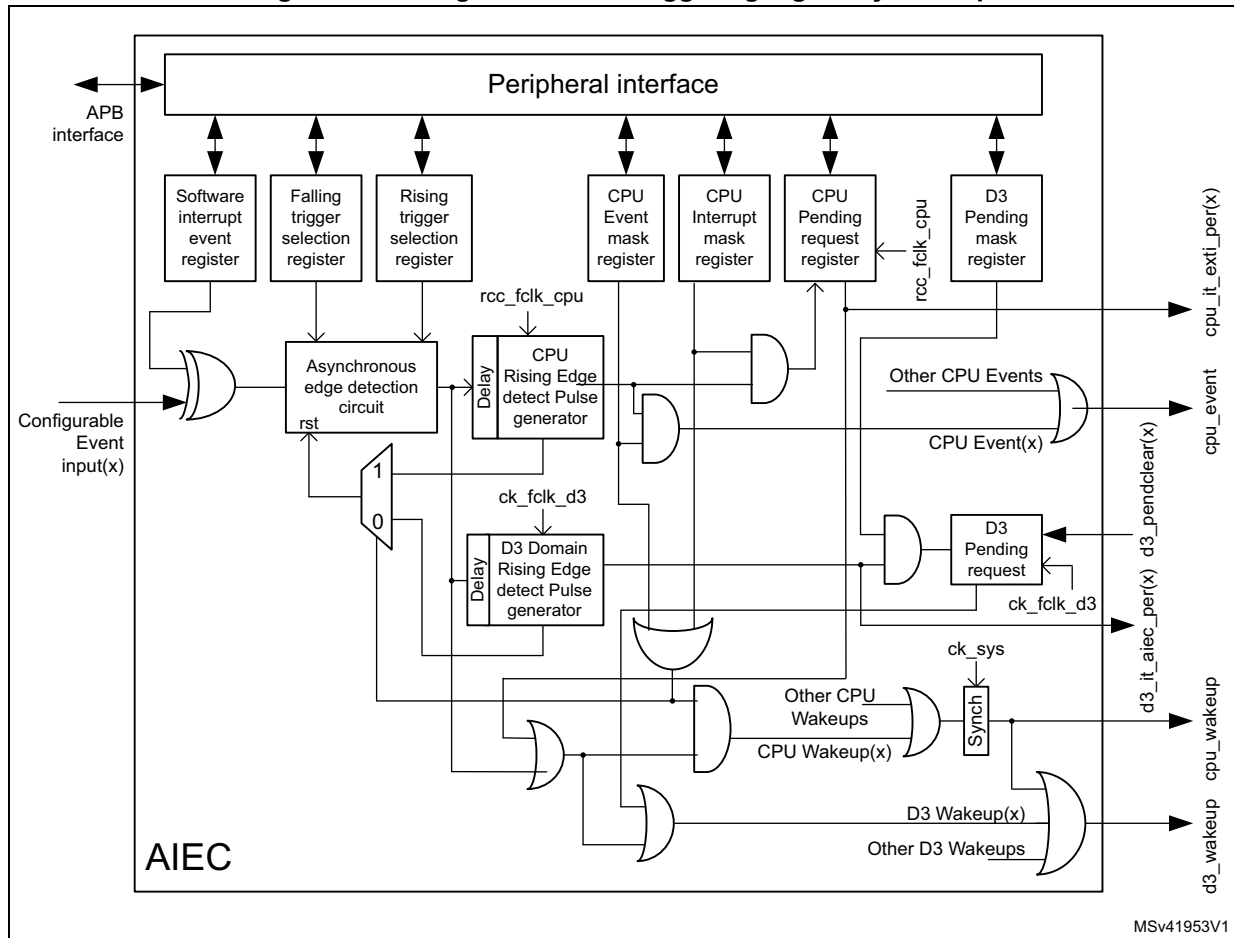 Peripheral interface
APB
interface
Software
interrupt
event
register
Falling
trigger
selection
register
Rising
trigger
selection
register
CPU
Event
mask
register
CPU
Interrupt
mask
register
CPU
Pending
request
register
D3
Pending
mask
register
rcc_fclk_cpu
cpu_it_exti_per(x)
rcc_fclk_cpu
Asynchronous
edge detection
circuit
rst
Delay
CPU
Rising Edge
detect Pulse
generator
Other CPU Events
cpu_event
Configurable
Event
input(x)
CPU Event(x)
1
0
ck_fclk_d3
Delay
D3 Domain
Rising Edge
detect Pulse
generator
D3
Pending
request
d3_pendclear(x)
ck_fclk_d3
d3_it_aiec_per(x)
ck_sys
Other CPU
Wakeups
Synch
CPU Wakeup(x)
cpu_wakeup
D3 Wakeup(x)
Other D3 Wakeups
d3_wakeup
AIEC
MSv41953V1